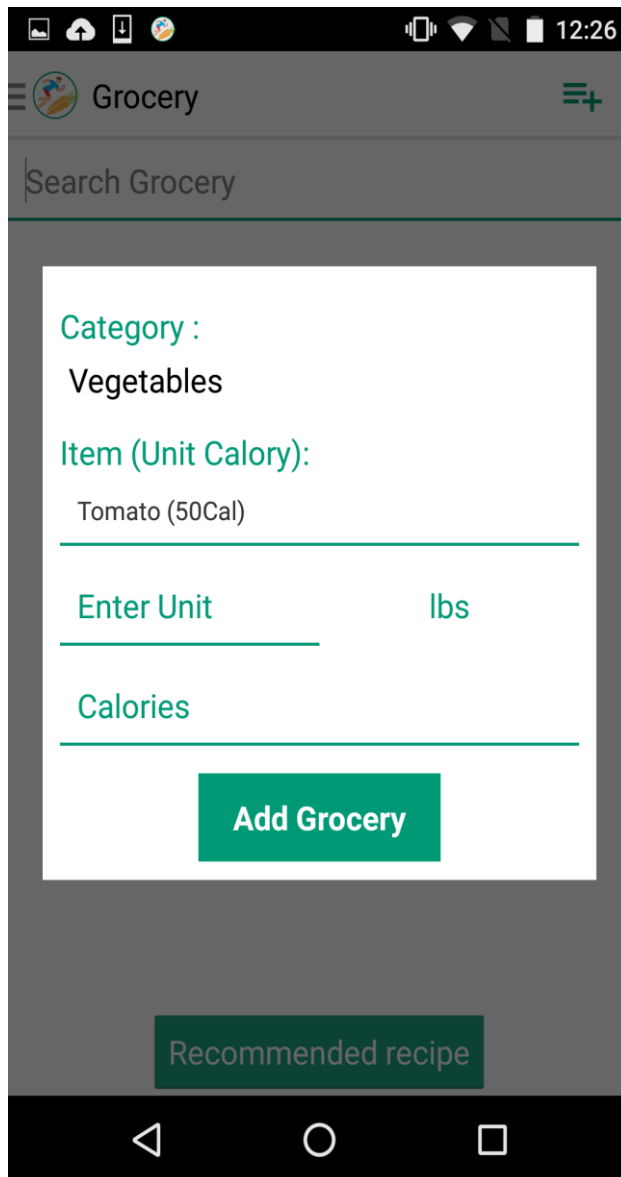 12:26
Grocery
Search Grocery
Category :
Vegetables
Item (Unit Calory):
Tomato (50Cal)
Enter Unit lbs
Calories
Add Grocery
Recommended recipe